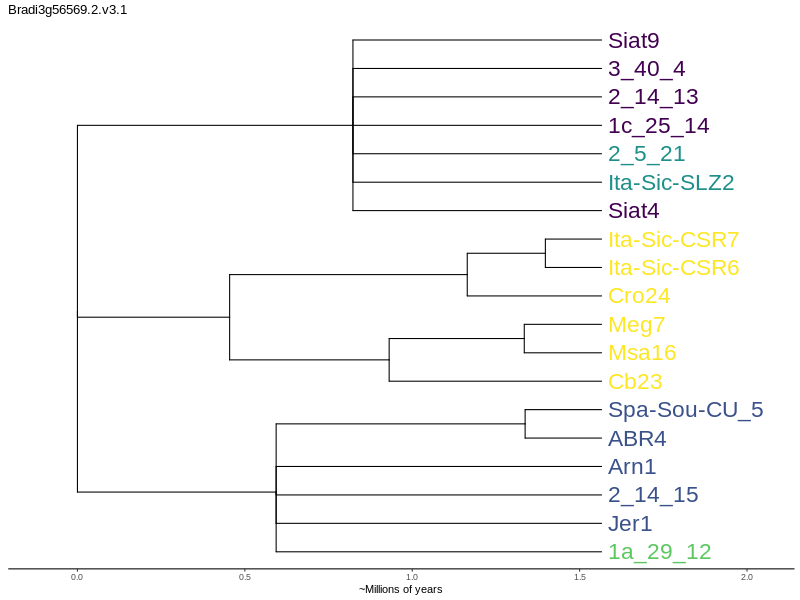 Bradi3g56569.2.v3.1
Siat9
3_40_4
2_14_13
1c_25_14
2_5_21
Ita-Sic-SLZ2
Siat4
Ita-Sic-CSR7
Ita-Sic-CSR6
Cro24
Meg7
Msa16
Cb23
Spa-Sou-CU_5
ABR4
Arn1
2_14_15
Jer1
1a_29_12
0.0 0.5 1.0 1.5 2.0
~Millions of years